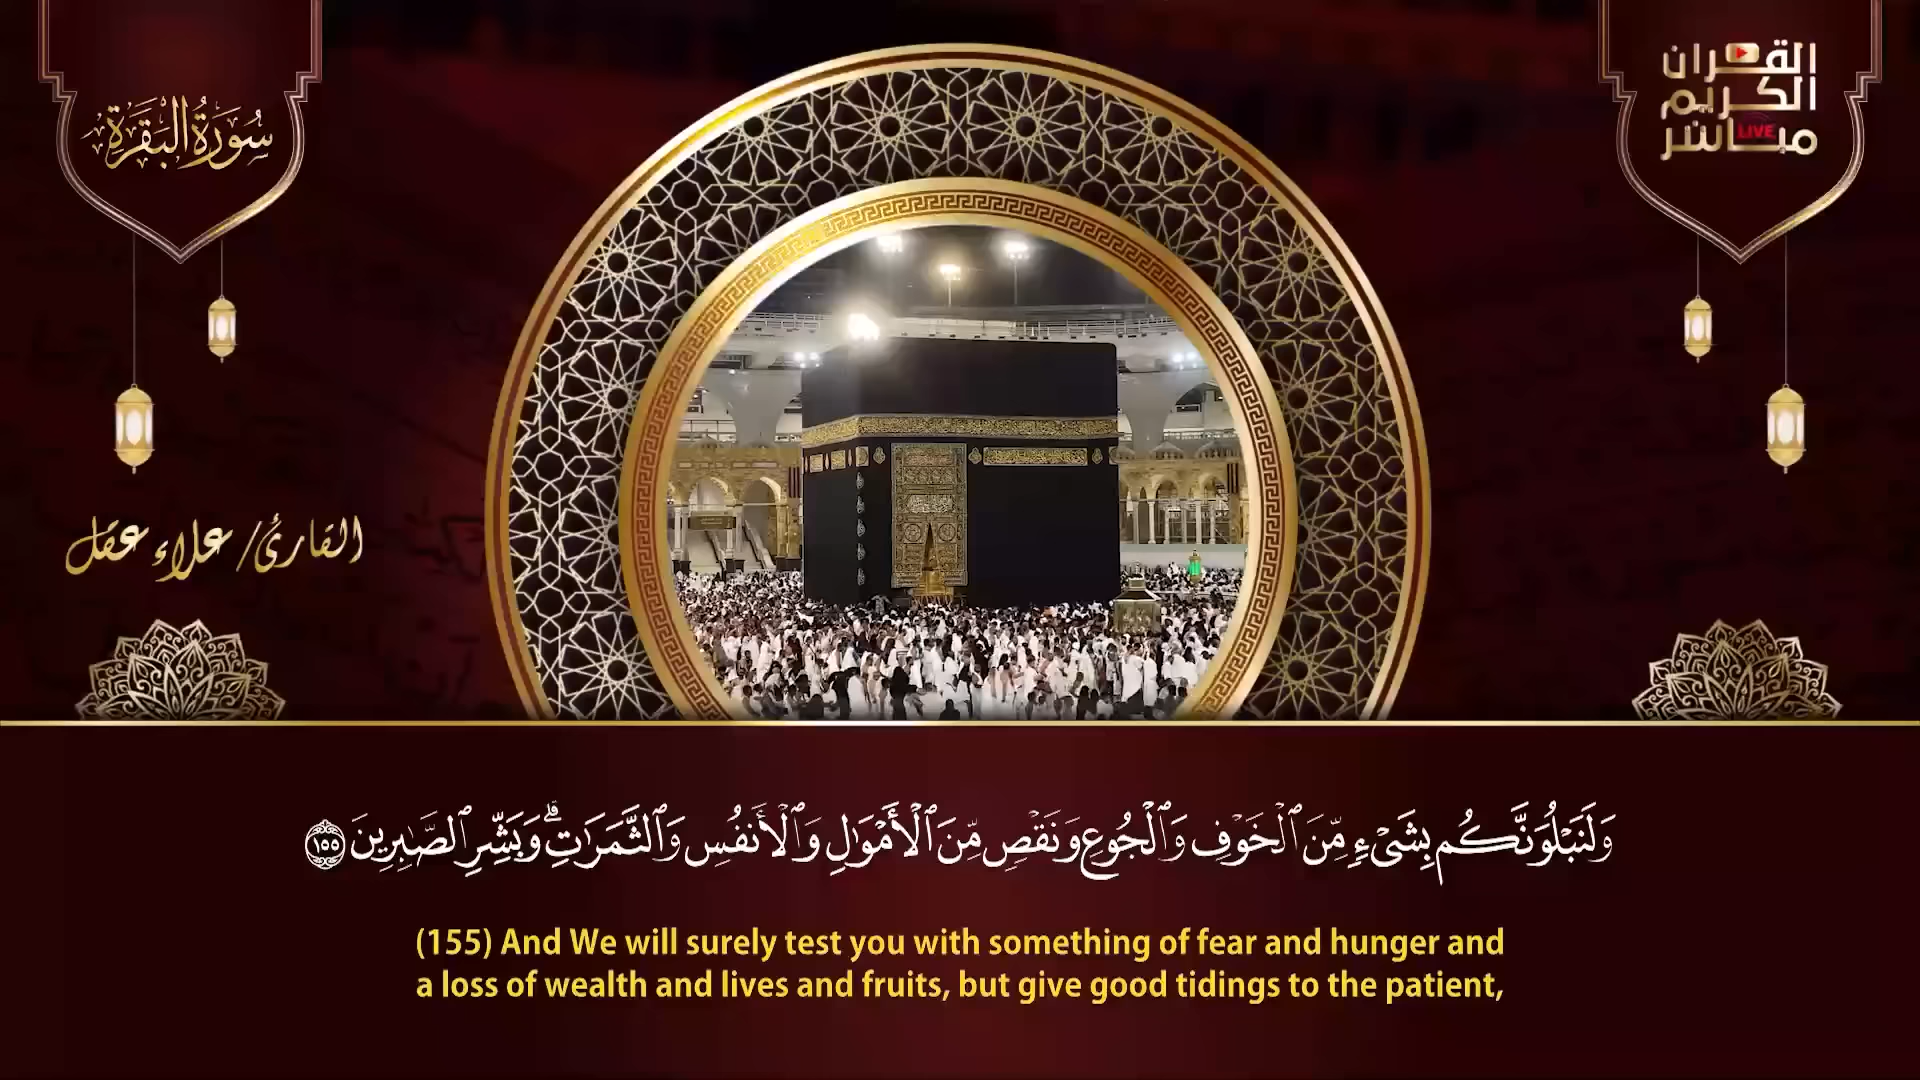 سُورَةُ البَقَرَةِ
القرآن
الكريم
مباشر
LIVE
القارئ/ علاء عقل
وَلَنَبْلُوَنَّكُم بِشَىْءٍ مِّنَ ٱلْخَوْفِ وَٱلْجُوعِ وَنَقْصٍ مِّنَ ٱلْأَمْوَٰلِ وَٱلْأَنفُسِ وَٱلثَّمَرَٰتِ ۗ وَبَشِّرِ ٱلصَّٰبِرِينَ ١٥٥
(155) And We will surely test you with something of fear and hunger and
a loss of wealth and lives and fruits, but give good tidings to the patient,